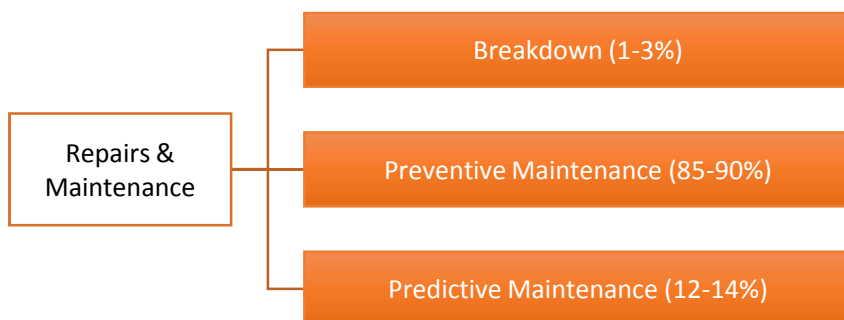 Repairs &
Maintenance
Breakdown (1-3%)
Preventive Maintenance (85-90%)
Predictive Maintenance (12-14%)